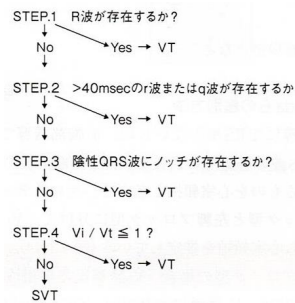 STEP.1 R波が存在するか？
No Yes → VT
STEP.2 >40msecのr波またはq波が存在するか
No Yes → VT
STEP.3 陰性QRS波にノッチが存在するか？
No Yes → VT
STEP.4 Vi / Vt ≦ 1 ?
No Yes → VT
SVT